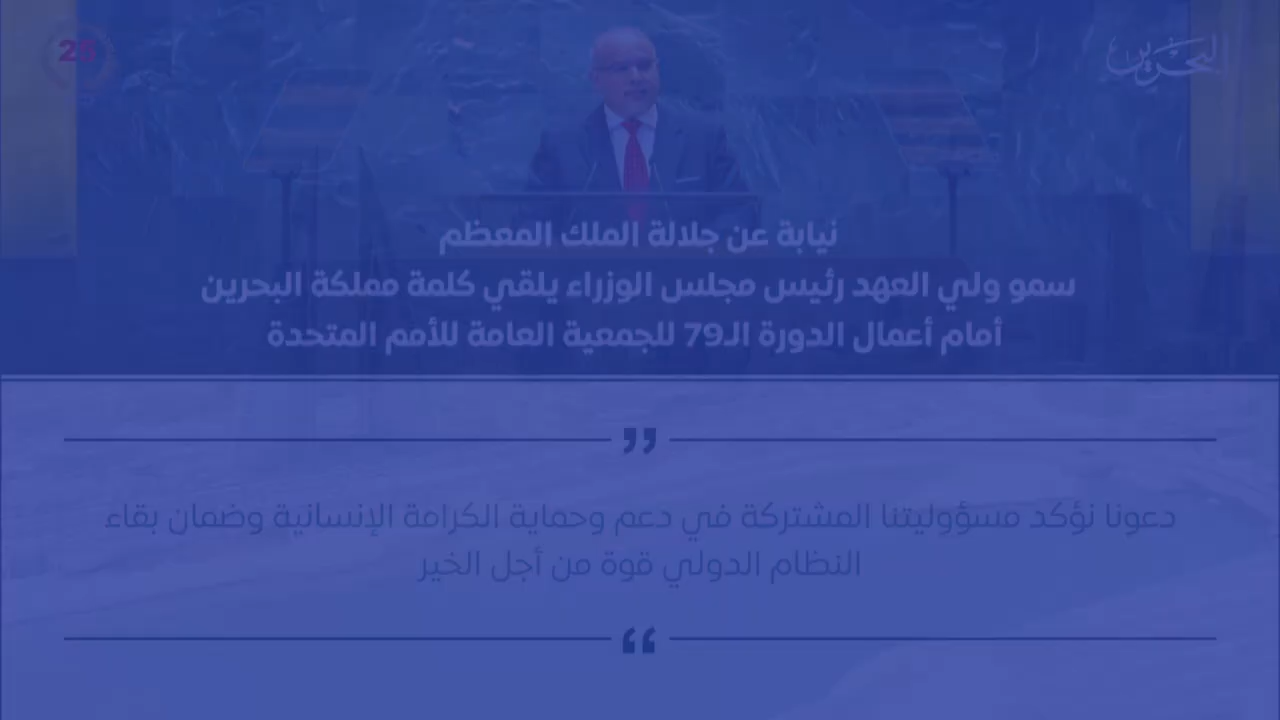 25
البحرين
نيابة عن جلالة الملك المعظم
سمو ولي العهد رئيس مجلس الوزراء يلقي كلمة مملكة البحرين
أمام أعمال الدورة الـ79 للجمعية العامة للأمم المتحدة
دعونا نؤكد مسؤوليتنا المشتركة في دعم وحماية الكرامة الإنسانية وضمان بقاء
النظام الدولي قوة من أجل الخير